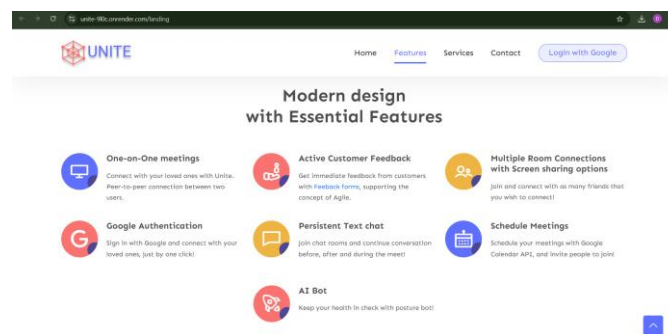 unite-9l0c.onrender.com/landing
UNITE
Home Features Services Contact Login with Google
Modern design
with Essential Features
One-on-One meetings
Connect with your loved ones with Unite.
Peer-to-peer connection between two
users.
Active Customer Feedback
Get immediate feedback from customers
with Feeback forms, supporting the
concept of Agile.
Multiple Room Connections
with Screen sharing options
Join and connect with as many friends that
you wish to connect!
Google Authentication
Sign in with Google and connect with your
loved ones, just by one click!
Persistent Text chat
Join chat rooms and continue conversation
before, after and during the meet!
Schedule Meetings
Schedule your meetings with Google
Calendar API, and invite people to join!
AI Bot
Keep your health in check with posture bot!